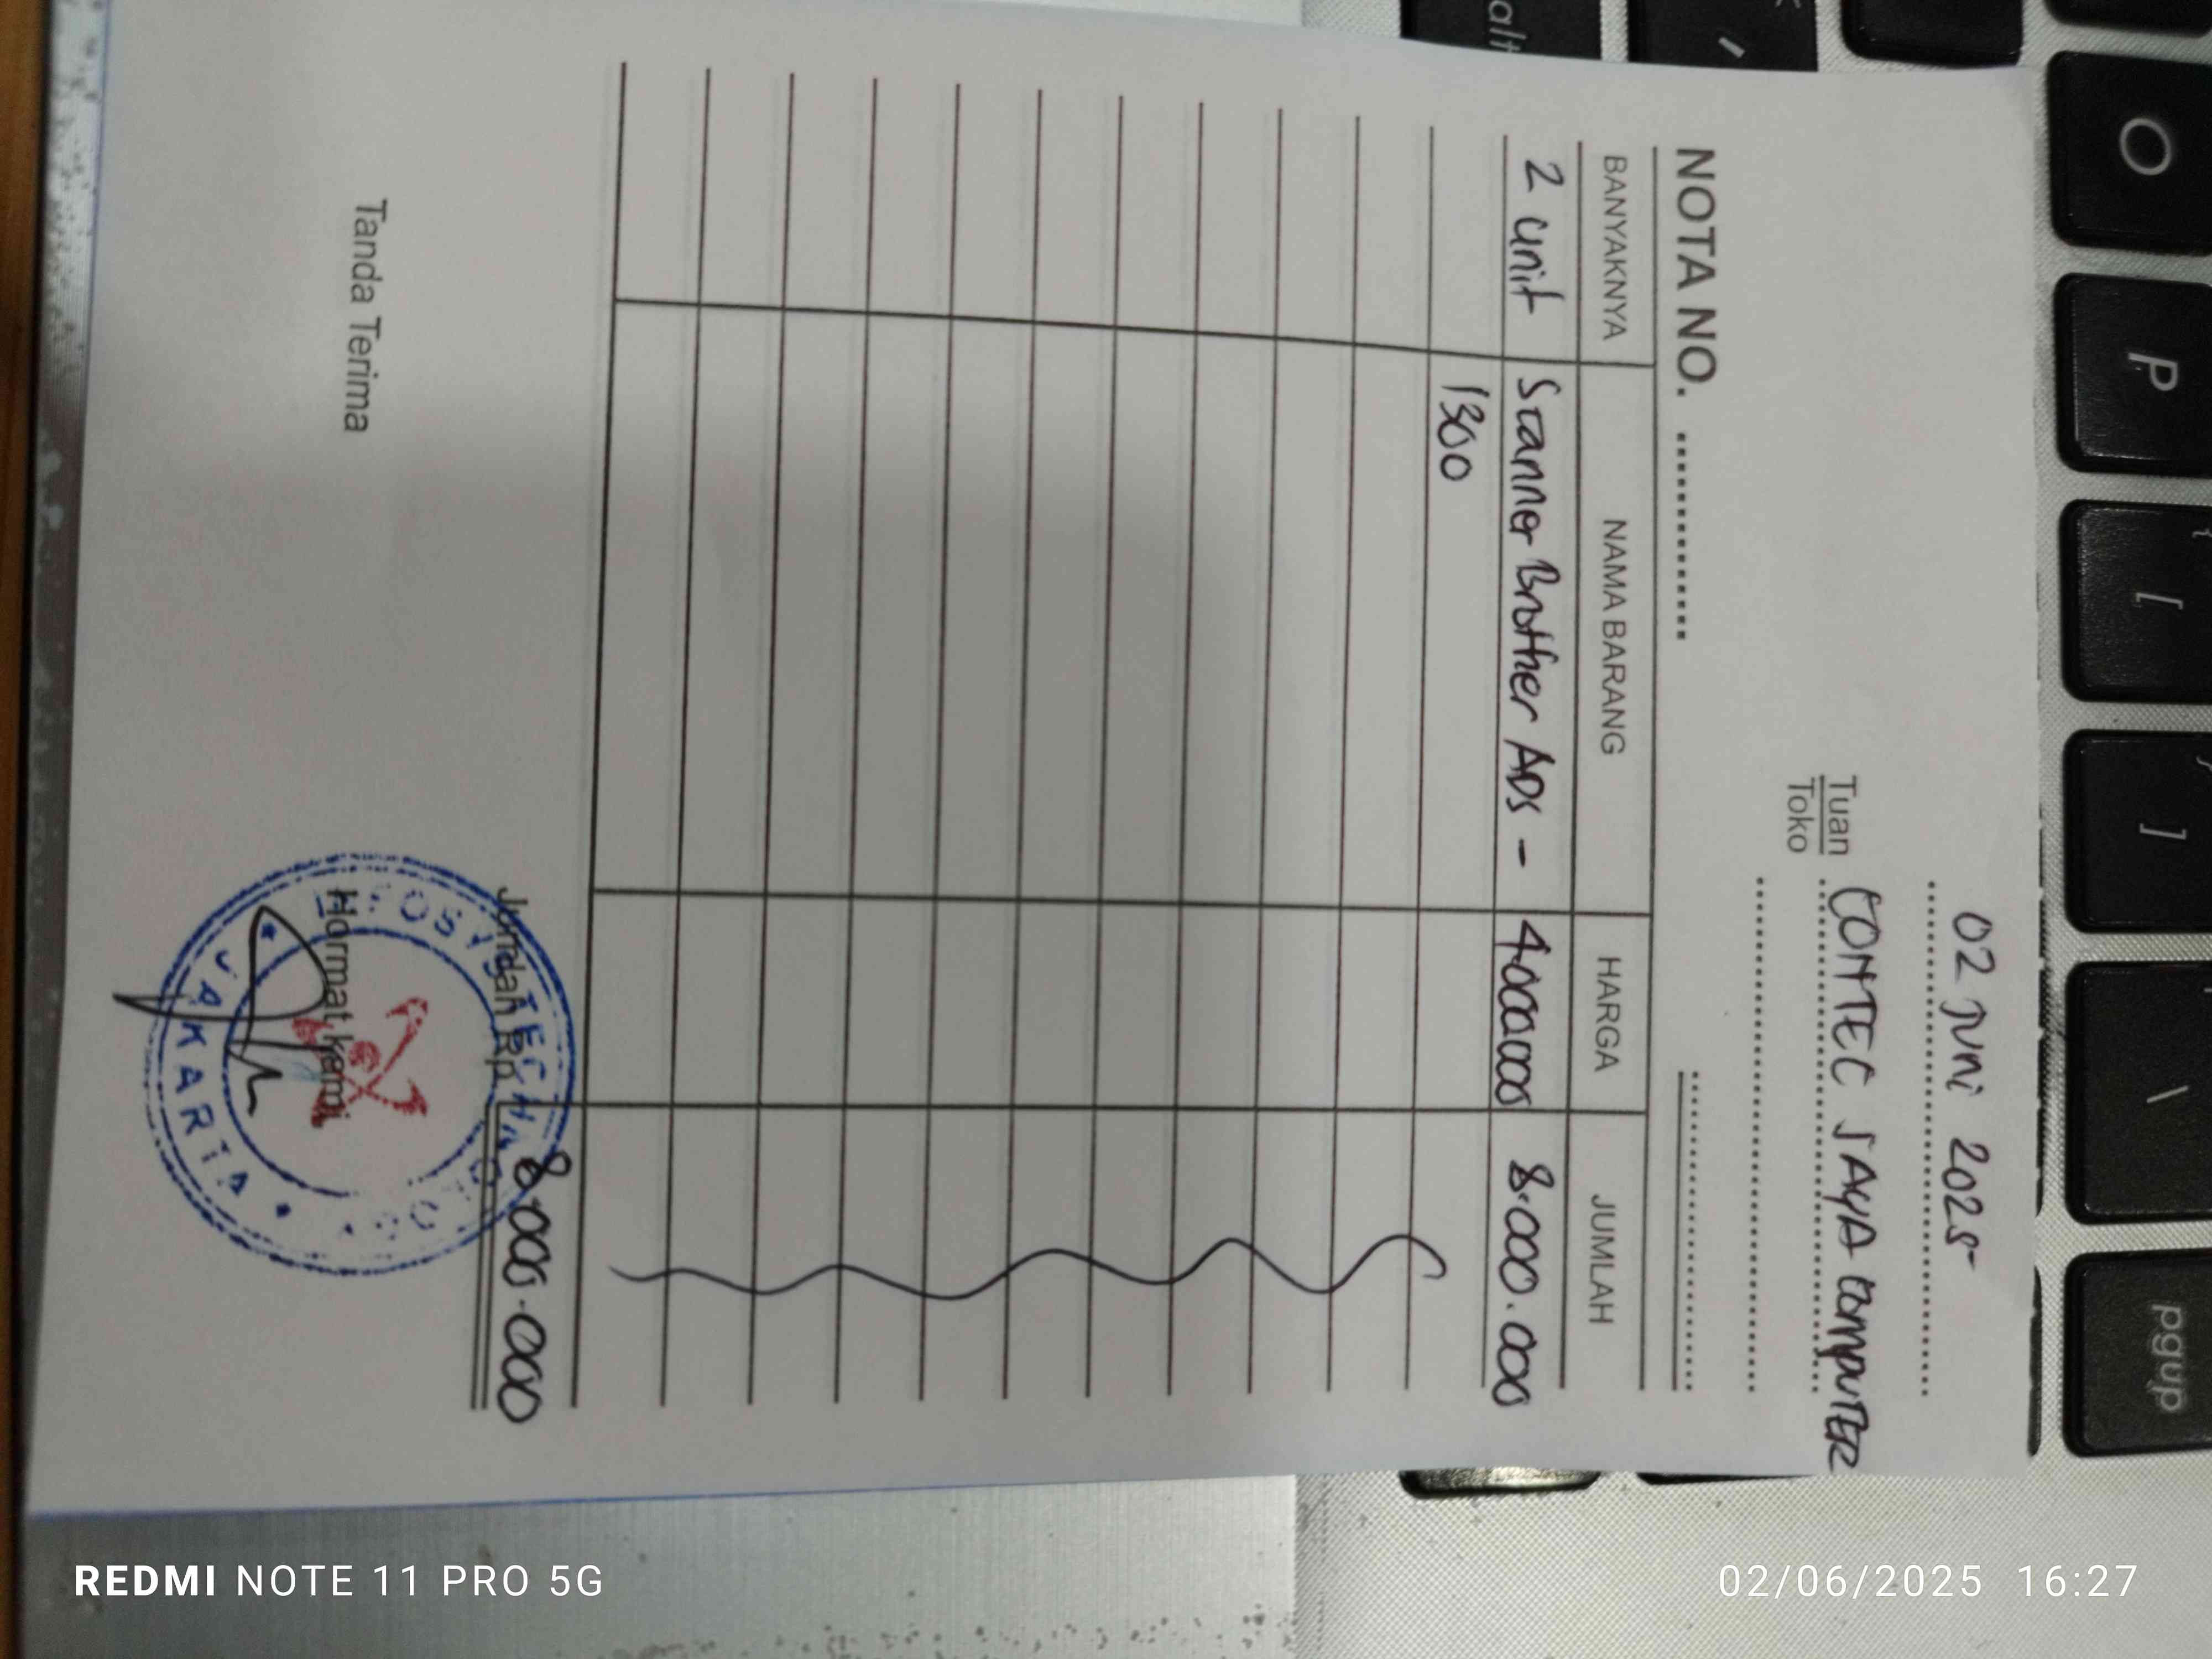 02 Juni 2025
Tuan CONTEC JAYA COMPUTER
Toko
NOTA NO.
BANYAKNYA NAMA BARANG HARGA JUMLAH
2 unit Scanner Brother ADS - 4000.000 8.000.000
1300
Jumlah Rp. 8.000.000
Tanda Terima Hormat kami
JAKARTA
alt
O
P
[
]
\
pgup
REDMI NOTE 11 PRO 5G
02/06/2025 16:27